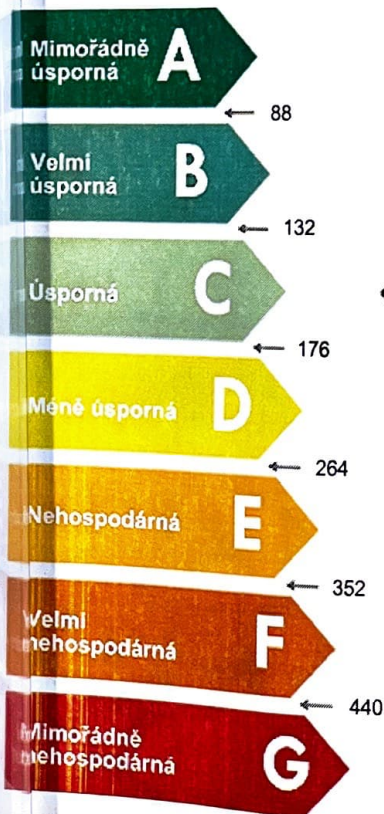 Mimořádně
úsporná
A
← 88
Velmi
úsporná
B
← 132
Úsporná
C
← 176
Méně úsporná
D
← 264
Nehospodárná
E
← 352
Velmi
nehospodárná
F
← 440
Mimořádně
nehospodárná
G